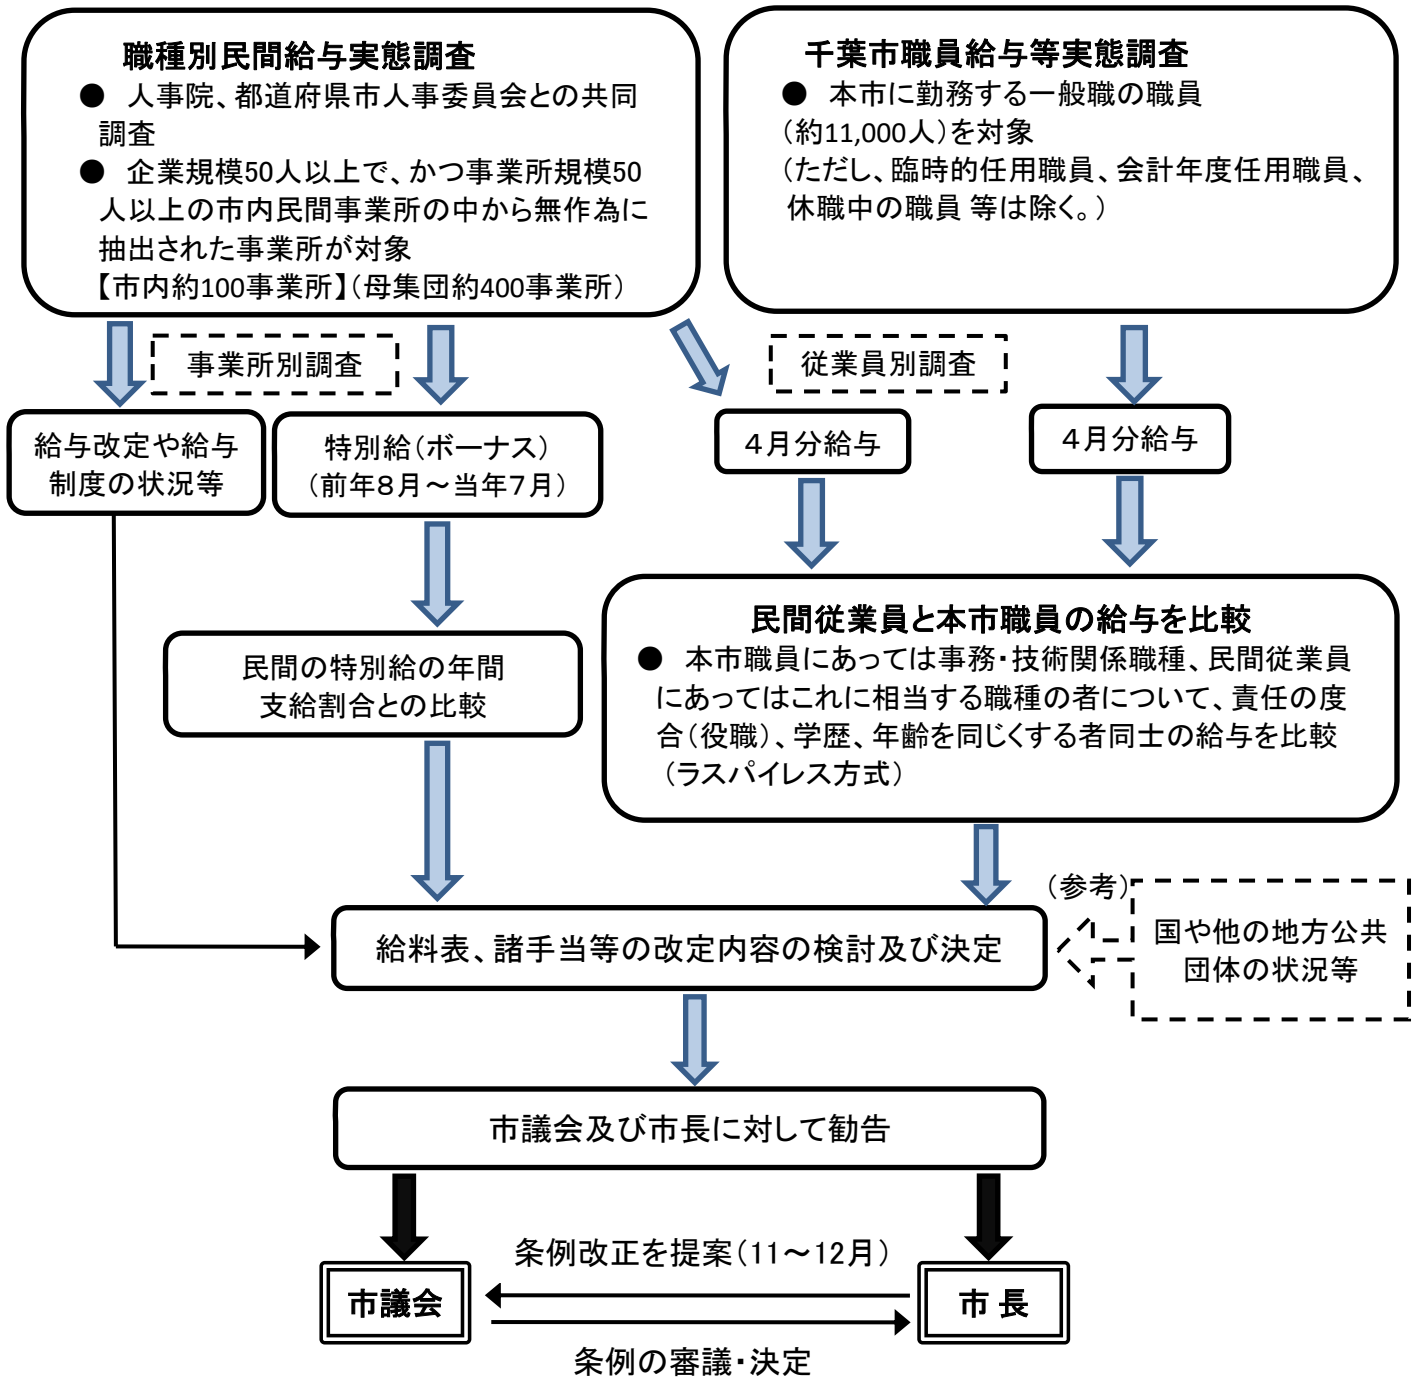 職種別民間給与実態調査
● 人事院、都道府県市人事委員会との共同
調査
● 企業規模50人以上で、かつ事業所規模50
人以上の市内民間事業所の中から無作為に
抽出された事業所が対象
【市内約100事業所】（母集団約400事業所）
千葉市職員給与等実態調査
● 本市に勤務する一般職の職員
（約11,000人）を対象
（ただし、臨時的任用職員、会計年度任用職員、
休職中の職員 等は除く。）
事業所別調査
従業員別調査
給与改定や給与
制度の状況等
特別給（ボーナス）
（前年８月～当年７月）
４月分給与
４月分給与
民間の特別給の年間
支給割合との比較
民間従業員と本市職員の給与を比較
● 本市職員にあっては事務・技術関係職種、民間従業員
にあってはこれに相当する職種の者について、責任の度
合（役職）、学歴、年齢を同じくする者同士の給与を比較
（ラスパイレス方式）
（参考）
国や他の地方公共
団体の状況等
給料表、諸手当等の改定内容の検討及び決定
市議会及び市長に対して勧告
条例改正を提案（11～12月）
市議会
市 長
条例の審議・決定